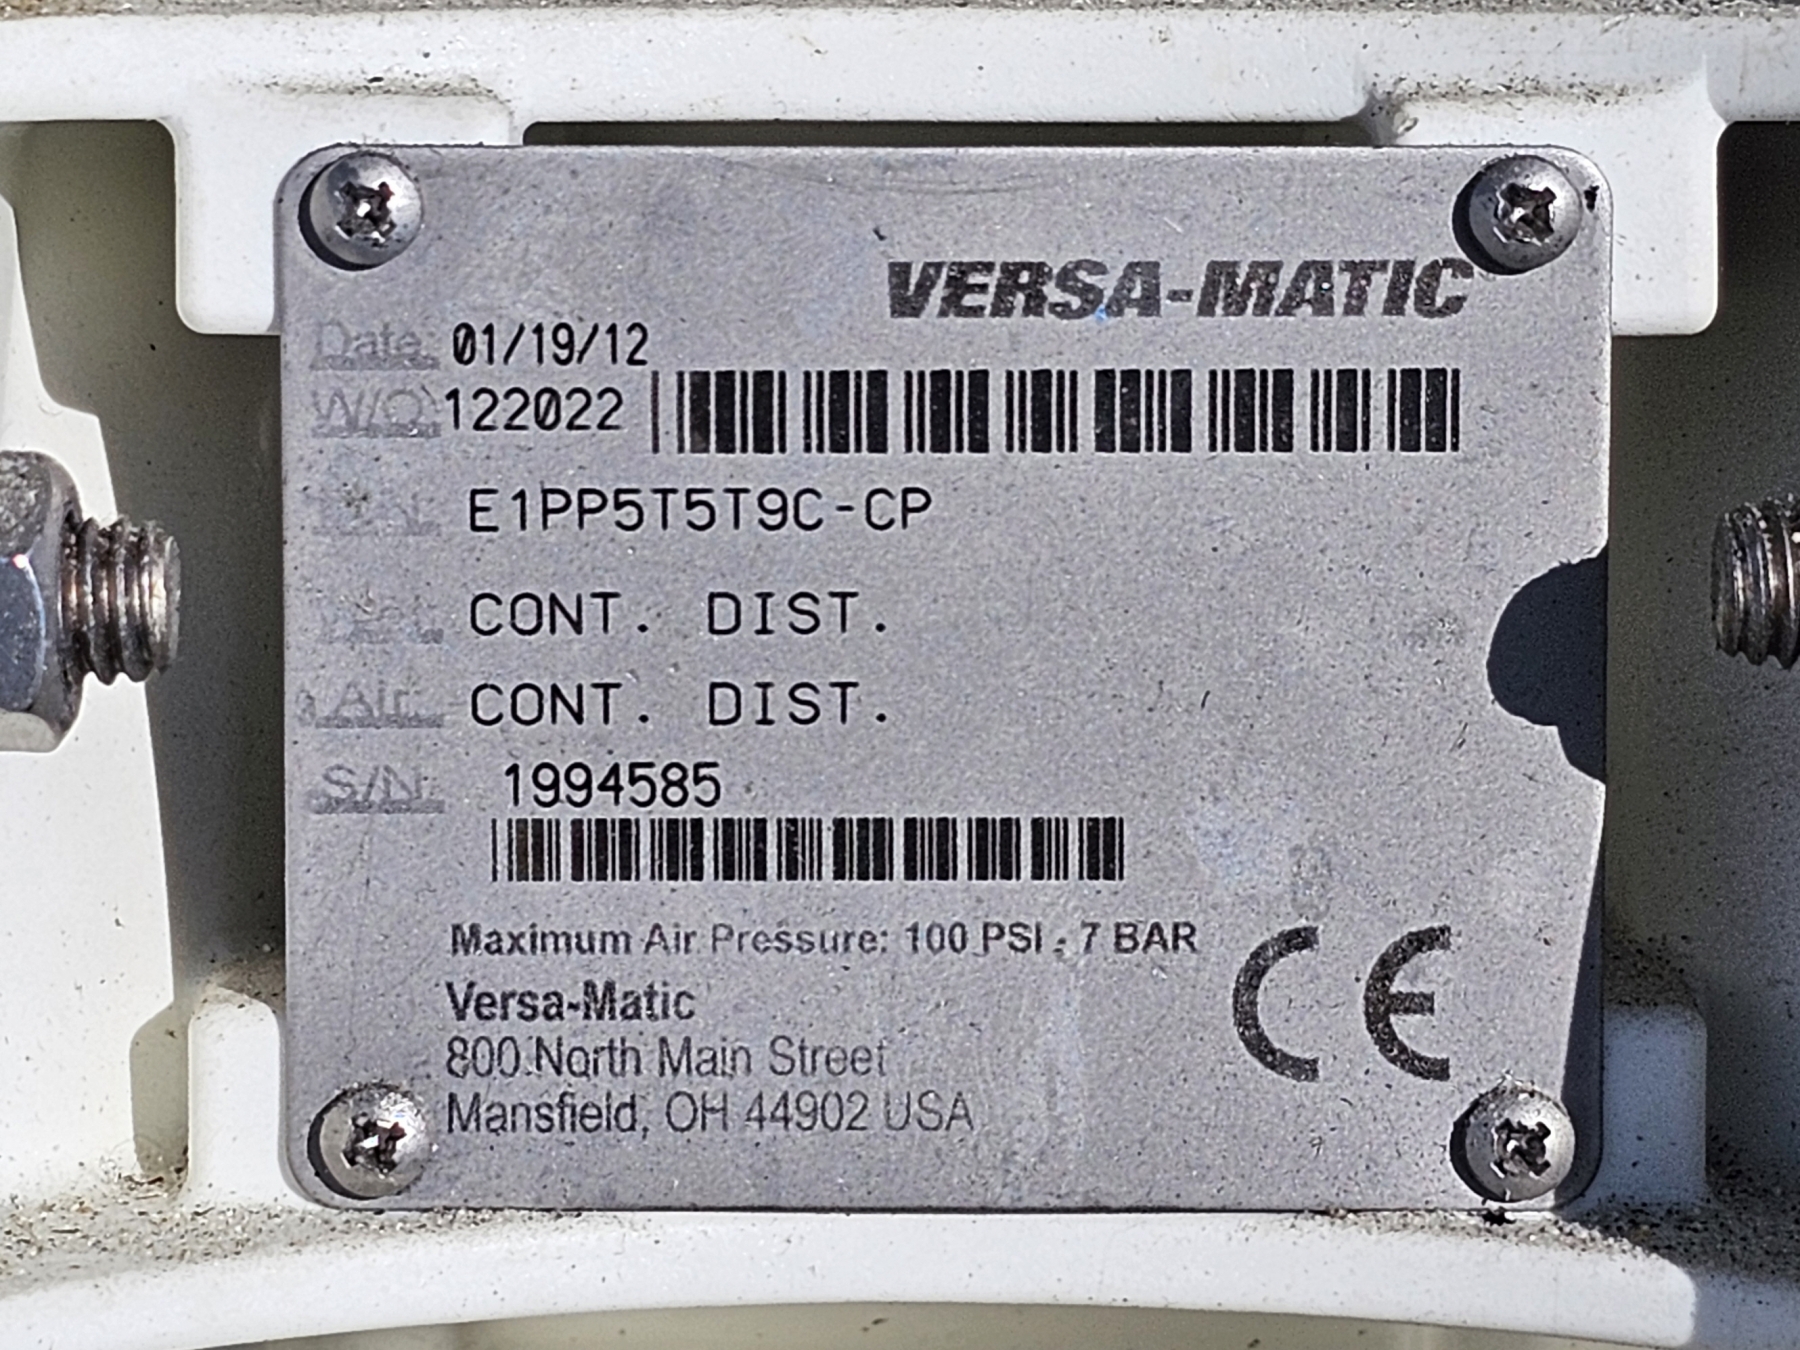 VERSA-MATIC
Date: 01/19/12
W/O: 122022
E1PP5T5T9C-CP
CONT. DIST.
Air. CONT. DIST.
S/N: 1994585
Maximum Air Pressure: 100 PSI - 7 BAR
Versa-Matic
800 North Main Street
Mansfield, OH 44902 USA
CE